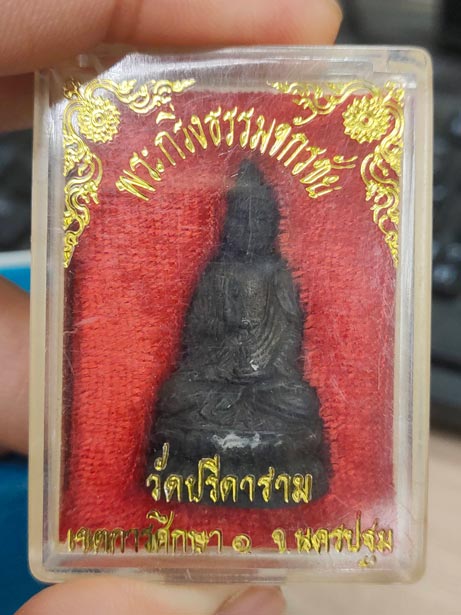 พระกริ่งธรรมจักรชัย
วัดปรีดาราม
เขตการศึกษา ๑ จ.นครปฐม